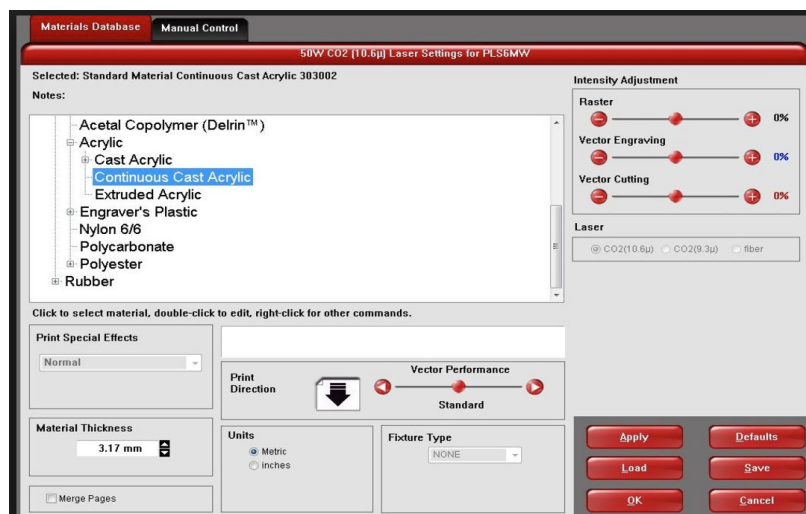 Materials Database
Manual Control
50W CO2 (10.6µ) Laser Settings for PLS6MW
Selected: Standard Material Continuous Cast Acrylic 303002
Notes:
Acetal Copolymer (Delrin™)
Acrylic
Cast Acrylic
Continuous Cast Acrylic
Extruded Acrylic
Engraver's Plastic
Nylon 6/6
Polycarbonate
Polyester
Rubber
Click to select material, double-click to edit, right-click for other commands.
Intensity Adjustment
Raster
0%
Vector Engraving
0%
Vector Cutting
0%
Laser
CO2(10.6µ) CO2(9.3µ) fiber
Print Special Effects
Normal
Print
Direction
Vector Performance
Standard
Material Thickness
3.17 mm
Units
Metric
inches
Fixture Type
NONE
Merge Pages
Apply
Defaults
Load
Save
OK
Cancel